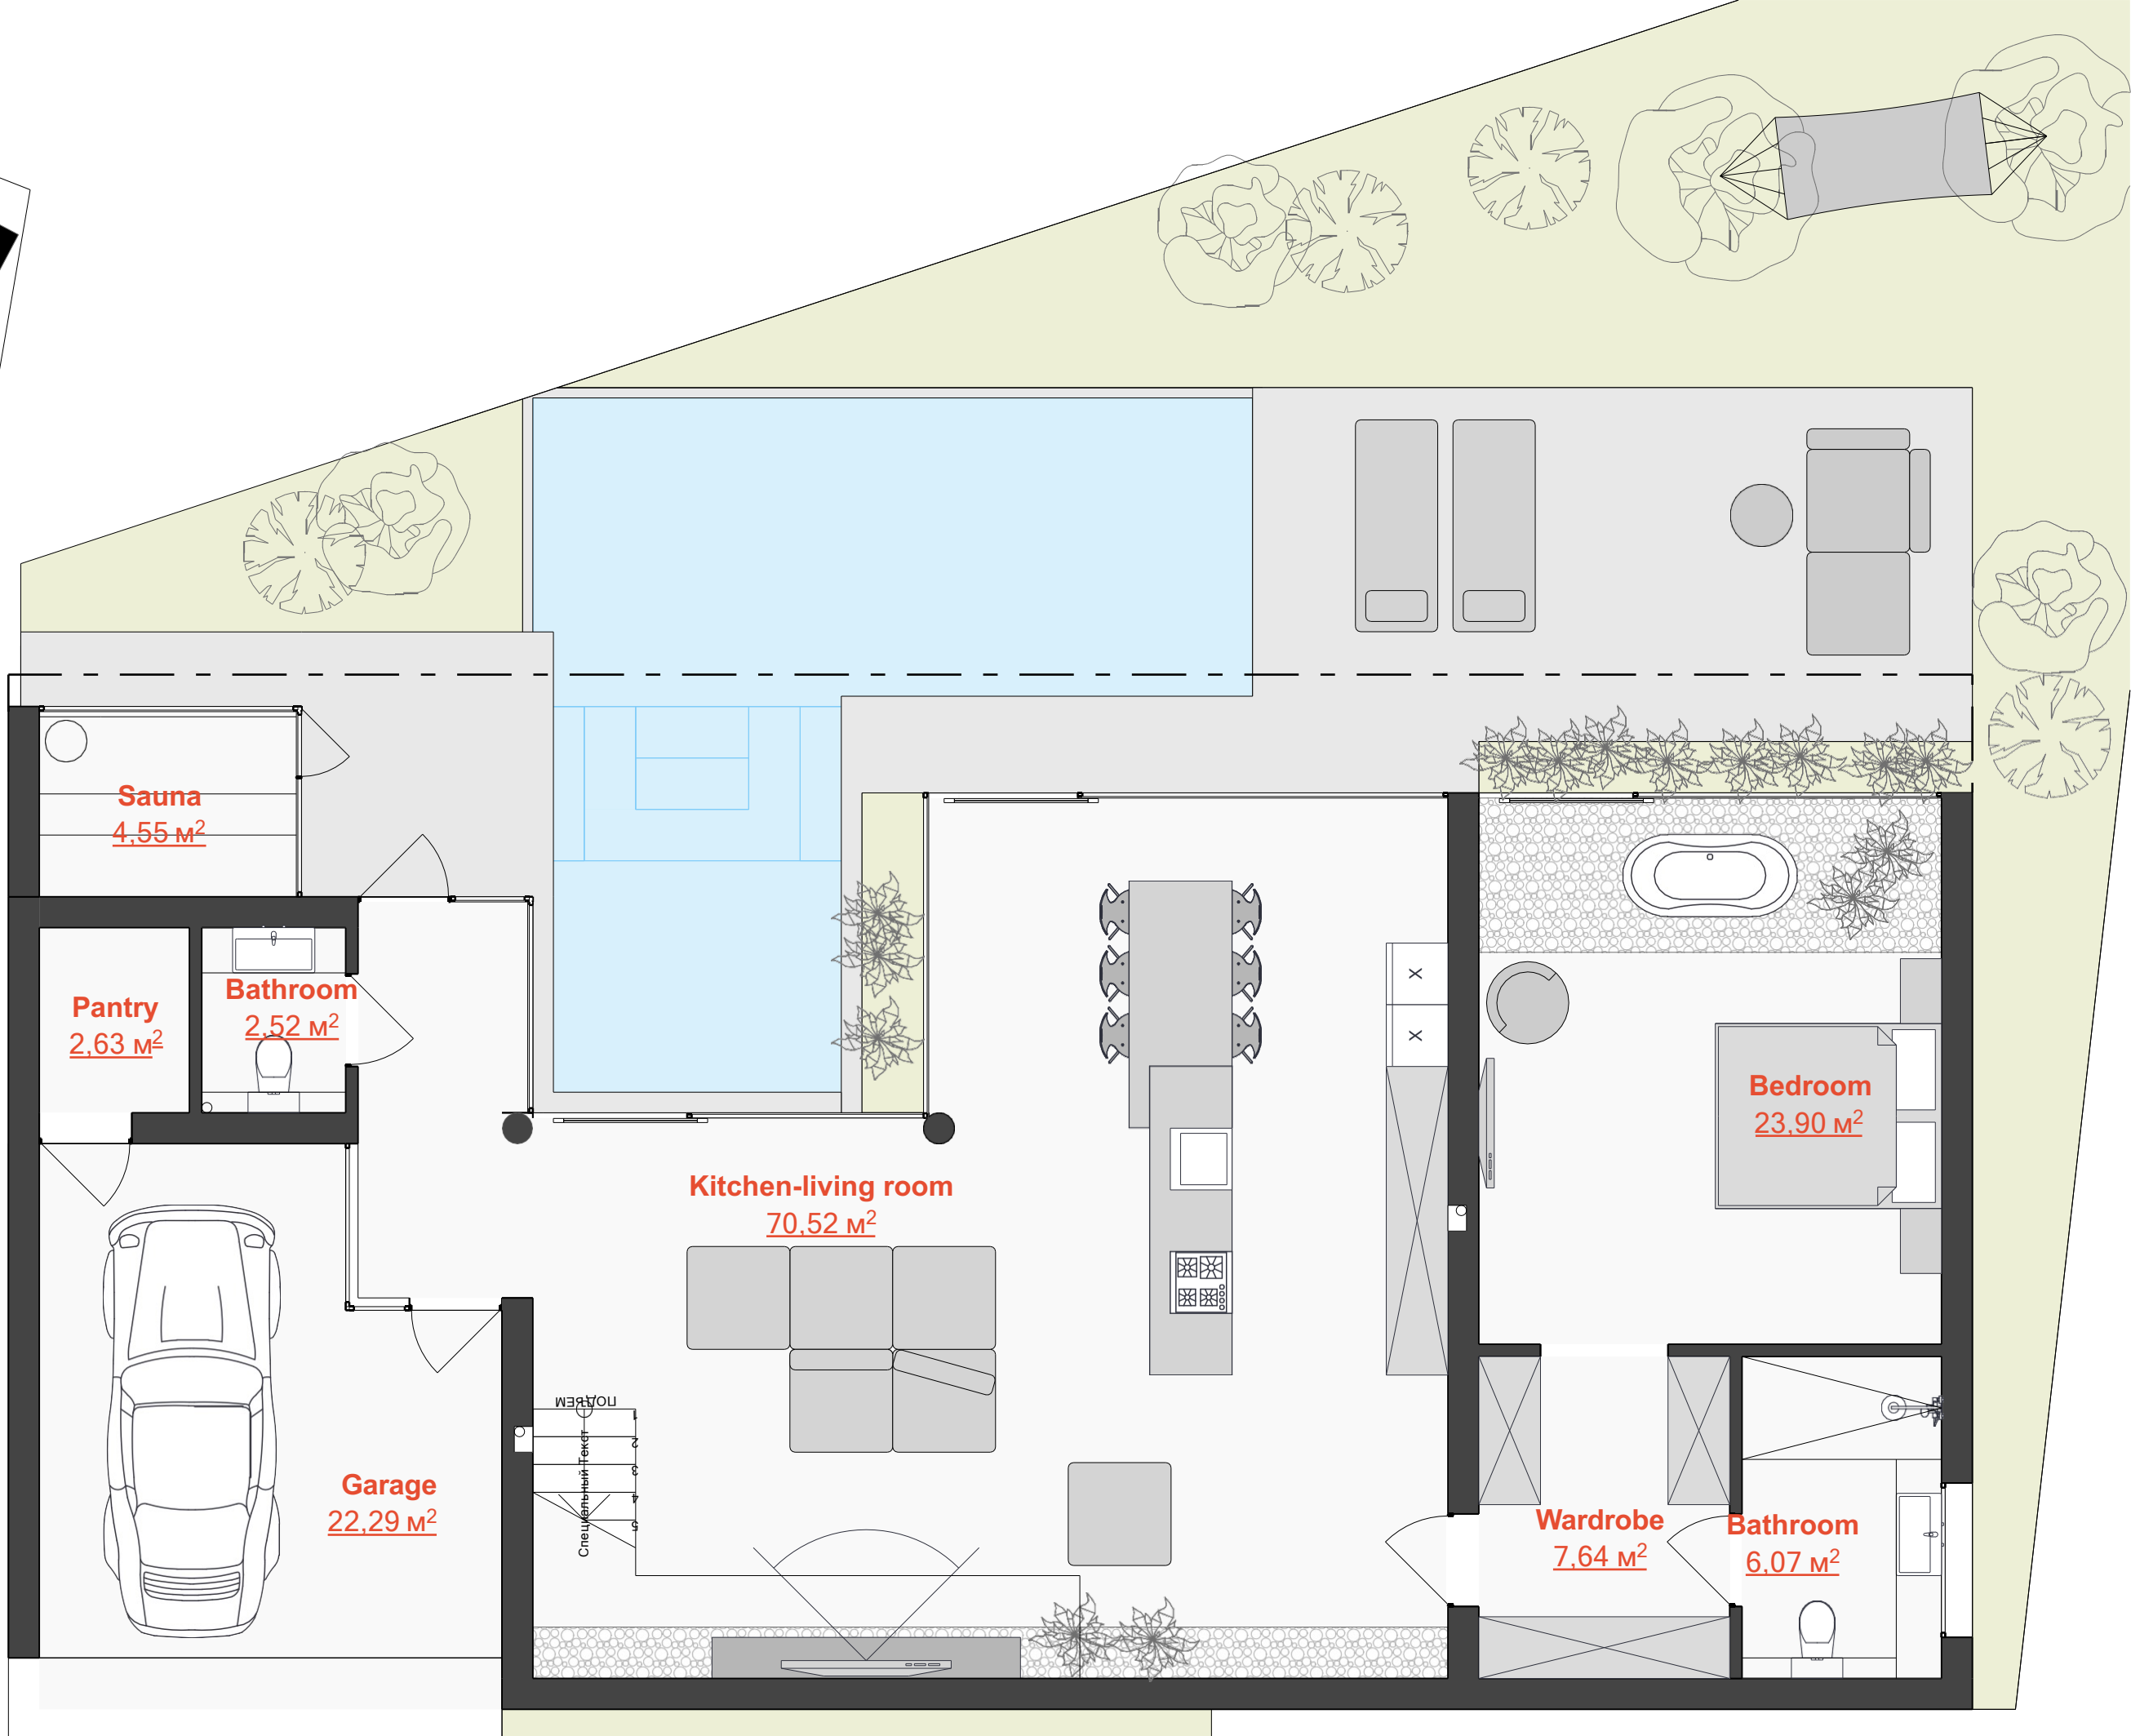 Sauna
4,55 м²
Pantry
2,63 м²
Bathroom
2,52 м²
X
X
Bedroom
23,90 м²
Kitchen-living room
70,52 м²
ПОДЪЕМ
1
2
3
4
5
Специальный Текст
Garage
22,29 м²
Wardrobe
7,64 м²
Bathroom
6,07 м²